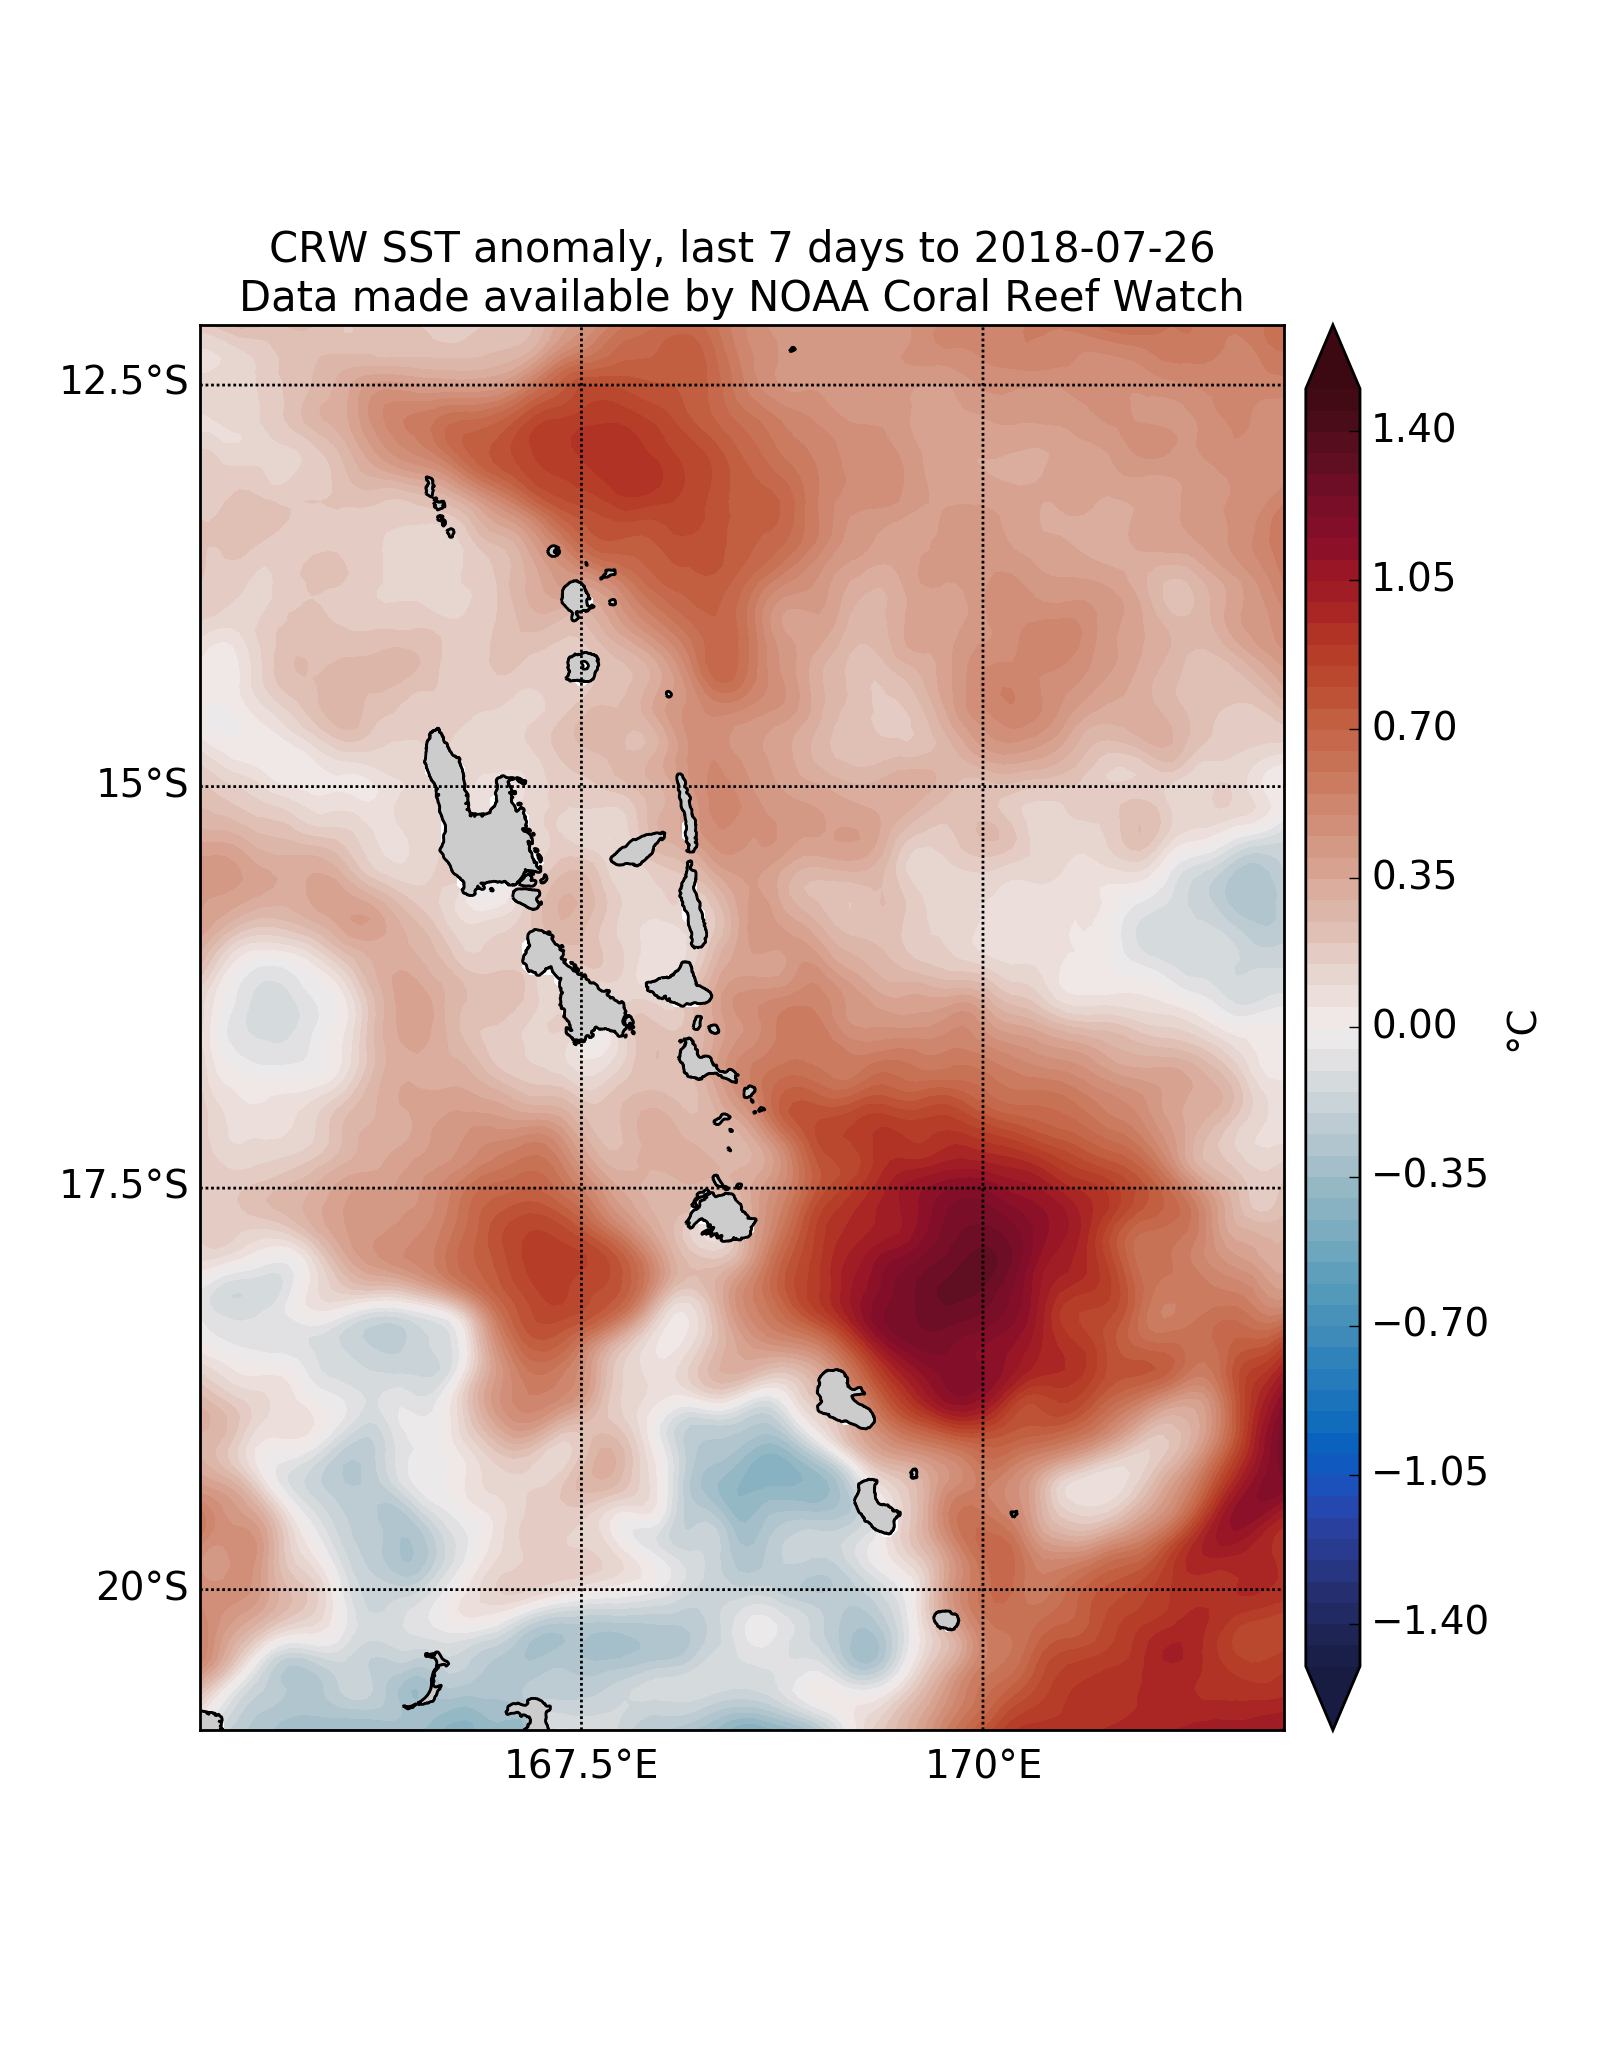 CRW SST anomaly, last 7 days to 2018-07-26
Data made available by NOAA Coral Reef Watch
12.5°S
15°S
17.5°S
20°S
167.5°E
170°E
1.40
1.05
0.70
0.35
0.00
−0.35
−0.70
−1.05
−1.40
°C